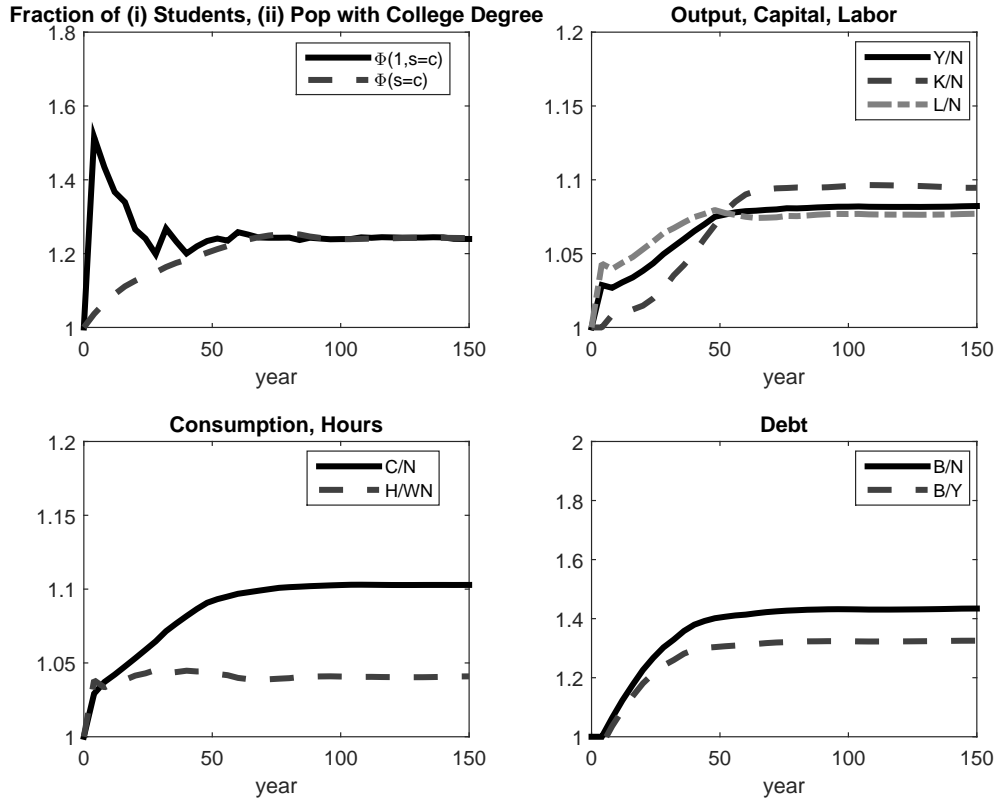 Fraction of (i) Students, (ii) Pop with College Degree
1.8
1.6
1.4
1.2
1
0
50
100
150
year
Φ(1,s=c)
Φ(s=c)
Output, Capital, Labor
1.2
1.15
1.1
1.05
1
0
50
100
150
year
Y/N
K/N
L/N
Consumption, Hours
1.2
1.15
1.1
1.05
1
0
50
100
150
year
C/N
H/WN
Debt
2
1.8
1.6
1.4
1.2
1
0
50
100
150
year
B/N
B/Y